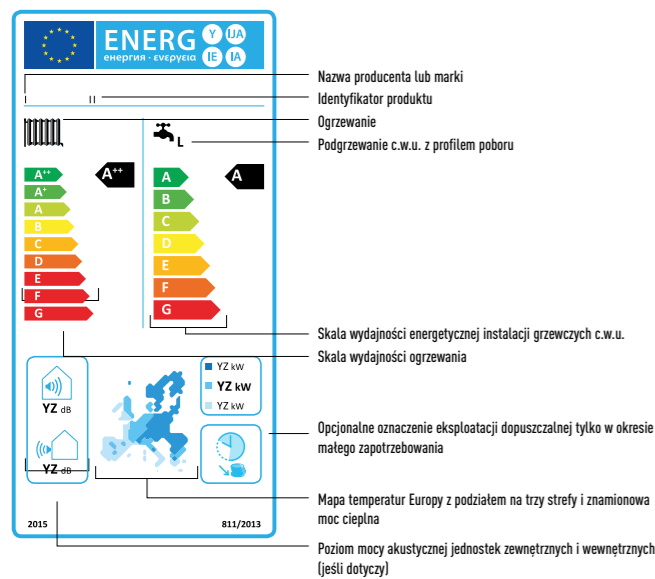 ENERG Y IJA
енергия · ενεργεια IE IA
Nazwa producenta lub marki
I II
Identyfikator produktu
Ogrzewanie
L
Podgrzewanie c.w.u. z profilem poboru
A++ A++ A A
A+ B
A C
B D
C E
D F
E G
F
G
Skala wydajności energetycznej instalacji grzewczych c.w.u.
Skala wydajności ogrzewania
YZ kW
YZ kW
YZ kW
YZ dB
Opcjonalne oznaczenie eksploatacji dopuszczalnej tylko w okresie
małego zapotrzebowania
YZ dB
Mapa temperatur Europy z podziałem na trzy strefy i znamionowa
moc cieplna
2015 811/2013
Poziom mocy akustycznej jednostek zewnętrznych i wewnętrznych
(jeśli dotyczy)